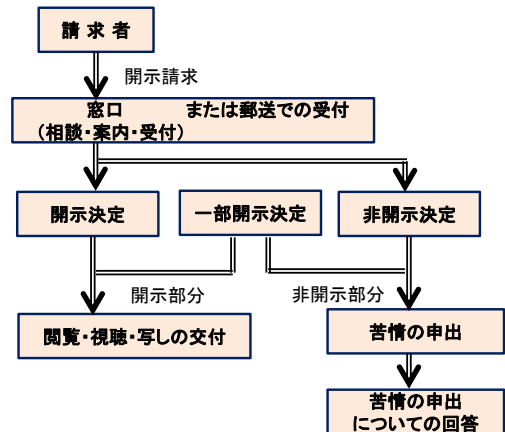 請 求 者
開示請求
窓口　　　または郵送での受付
（相談・案内・受付）
開示決定
一部開示決定
非開示決定
開示部分
非開示部分
閲覧・視聴・写しの交付
苦情の申出
苦情の申出
についての回答